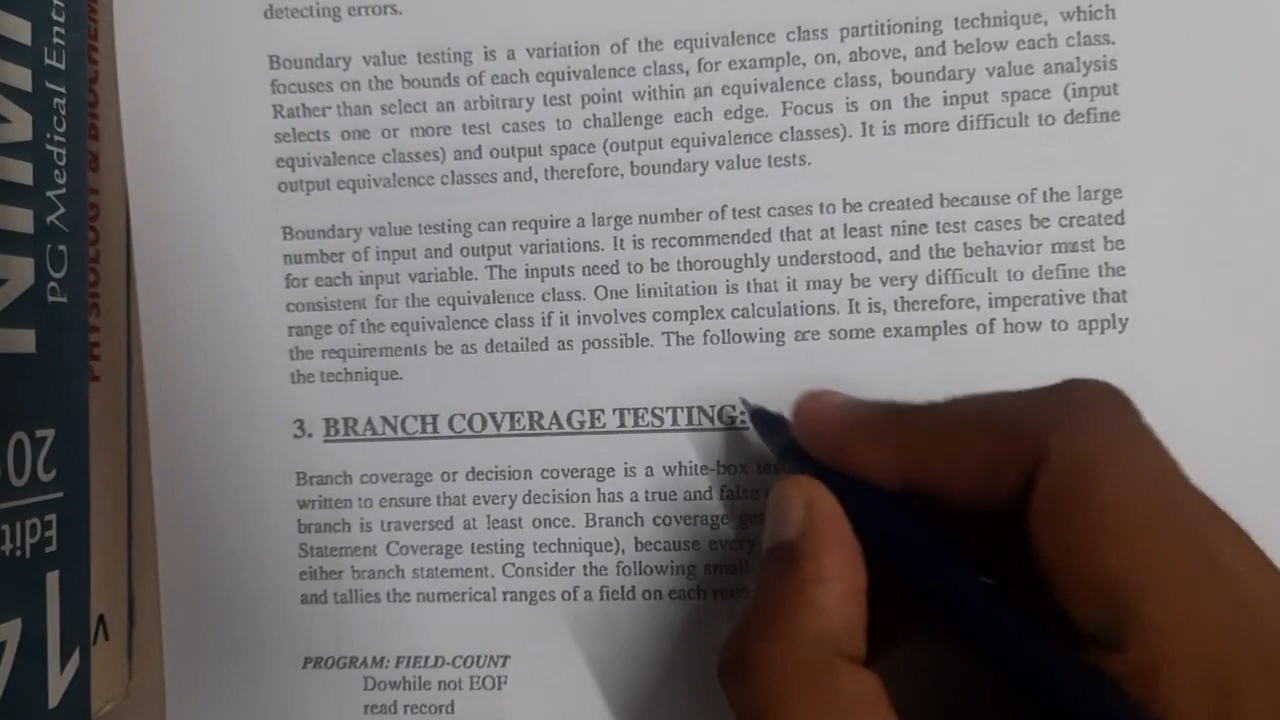 detecting errors.
Boundary value testing is a variation of the equivalence class partitioning technique, which
focuses on the bounds of each equivalence class, for example, on, above, and below each class.
Rather than select an arbitrary test point within an equivalence class, boundary value analysis
selects one or more test cases to challenge each edge. Focus is on the input space (input
equivalence classes) and output space (output equivalence classes). It is more difficult to define
output equivalence classes and, therefore, boundary value tests.
Boundary value testing can require a large number of test cases to be created because of the large
number of input and output variations. It is recommended that at least nine test cases be created
for each input variable. The inputs need to be thoroughly understood, and the behavior must be
consistent for the equivalence class. One limitation is that it may be very difficult to define the
range of the equivalence class if it involves complex calculations. It is, therefore, imperative that
the requirements be as detailed as possible. The following are some examples of how to apply
the technique.
3. BRANCH COVERAGE TESTING:
Branch coverage or decision coverage is a white-box
written to ensure that every decision has a true and false
branch is traversed at least once. Branch coverage
Statement Coverage testing technique), because every
either branch statement. Consider the following small
and tallies the numerical ranges of a field on each
PROGRAM: FIELD-COUNT
Dowhile not EOF
read record
PG Medical Entr
PHYSIOLOGY & BIOCHEM